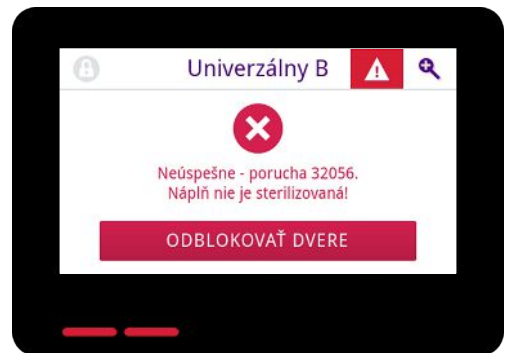 Univerzálny B
Neúspešne - porucha 32056.
Náplň nie je sterilizovaná!
ODBLOKOVAŤ DVERE